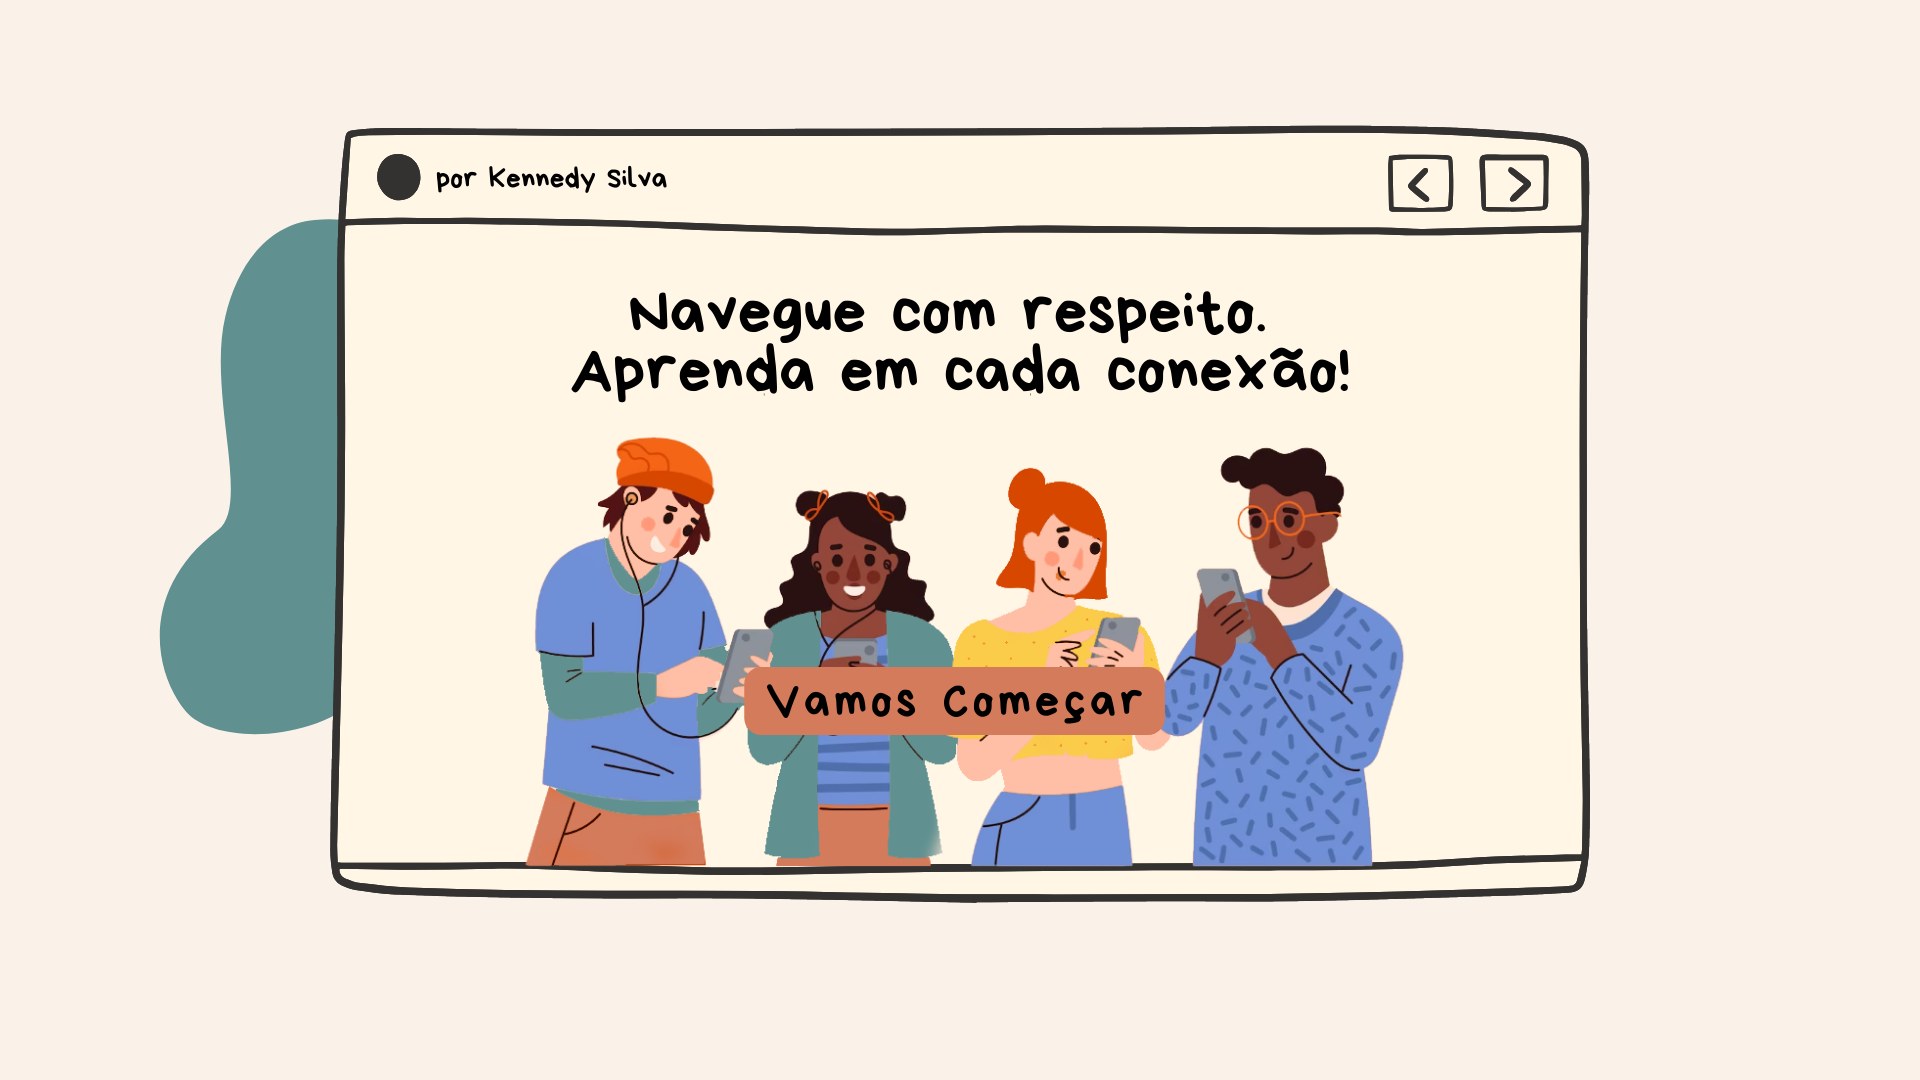 por Kennedy Silva
Navegue com respeito.
Aprenda em cada conexão!
Vamos Começar